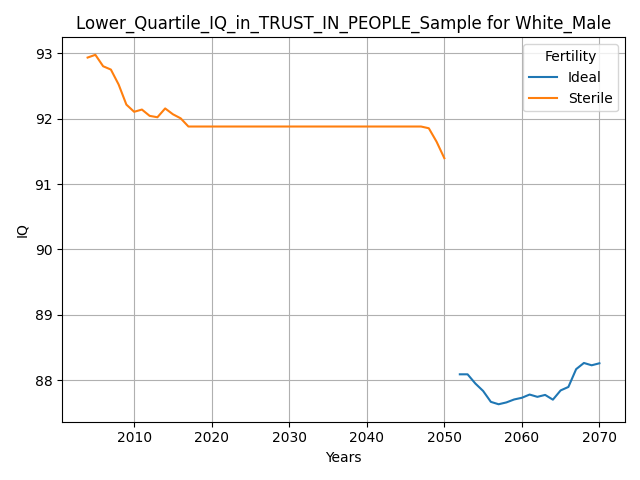 Lower_Quartile_IQ_in_TRUST_IN_PEOPLE_Sample for White_Male
Fertility
Ideal
Sterile
IQ
93
92
91
90
89
88
2010 2020 2030 2040 2050 2060 2070
Years